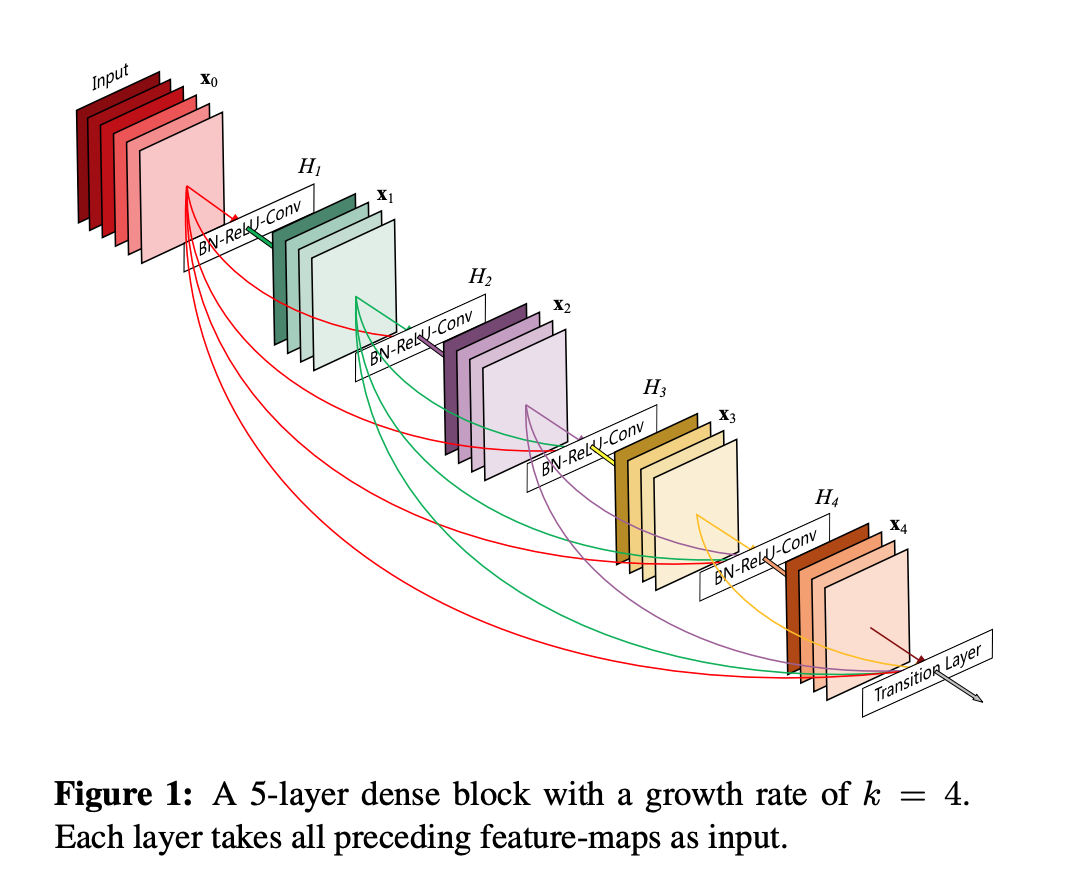 Input
x0
H1
BN-ReLU-Conv
x1
H2
BN-ReLU-Conv
x2
H3
BN-ReLU-Conv
x3
H4
BN-ReLU-Conv
x4
Transition Layer
Figure 1: A 5-layer dense block with a growth rate of k = 4.
Each layer takes all preceding feature-maps as input.